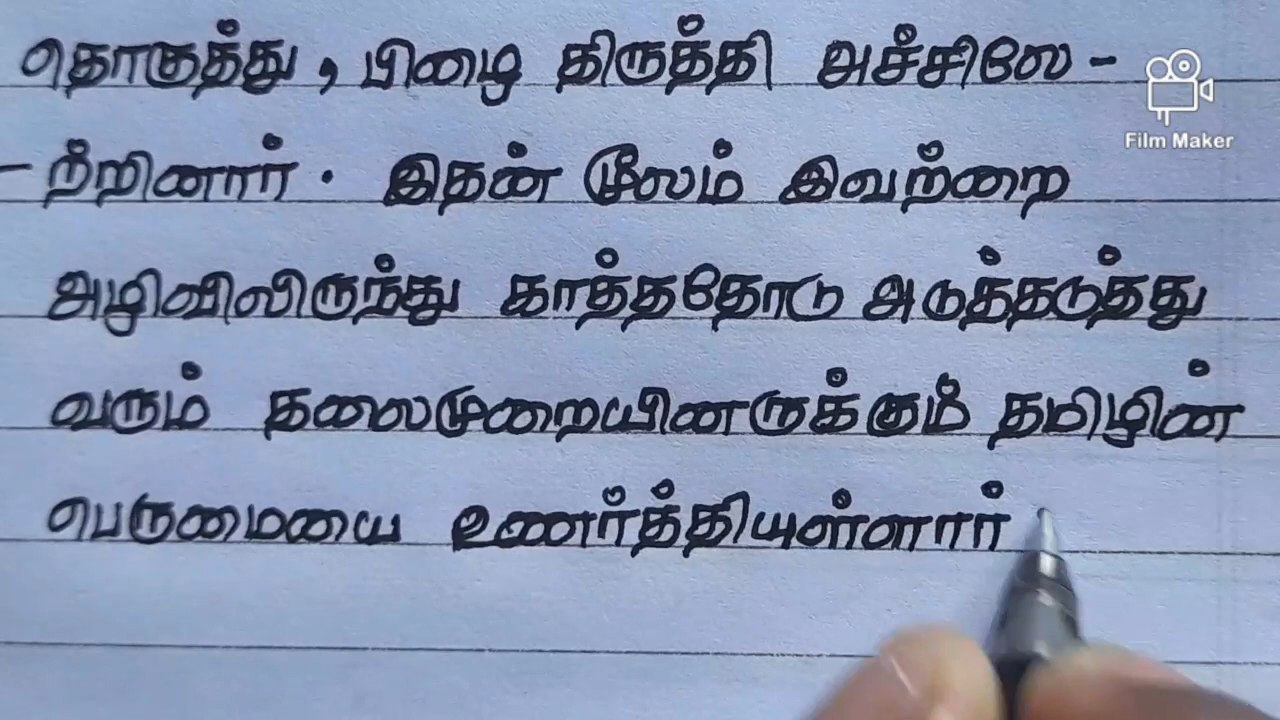 தொகுத்து, பிழை திருத்தி அச்சிலே -
- ற்றினார். இதன் மூலம் இவற்றை
அழிவிலிருந்து காத்ததோடு அடுத்தடுத்து
வரும் தலைமுறையினருக்கும் தமிழின்
பெருமையை உணர்த்தியுள்ளார்
Film Maker